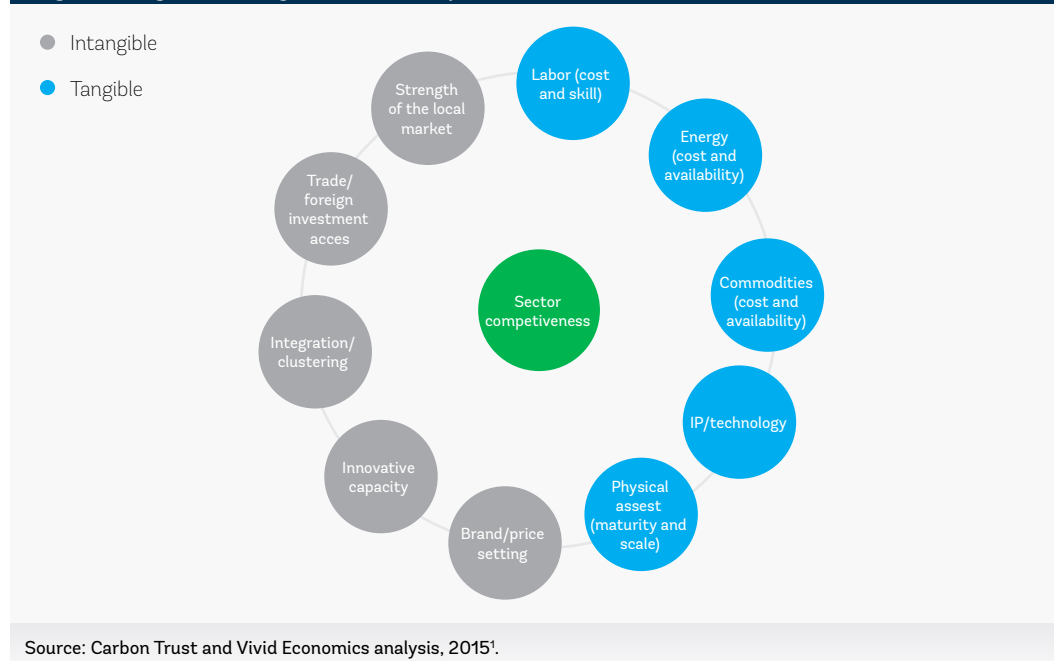 Intangible
Tangible
Strength
of the local
market
Labor (cost
and skill)
Energy
(cost and
availability)
Trade/
foreign
investment
acces
Commodities
(cost and
availability)
Sector
competiveness
Integration/
clustering
IP/technology
Innovative
capacity
Physical
assest
(maturity and
scale)
Brand/price
setting
Source: Carbon Trust and Vivid Economics analysis, 2015¹.